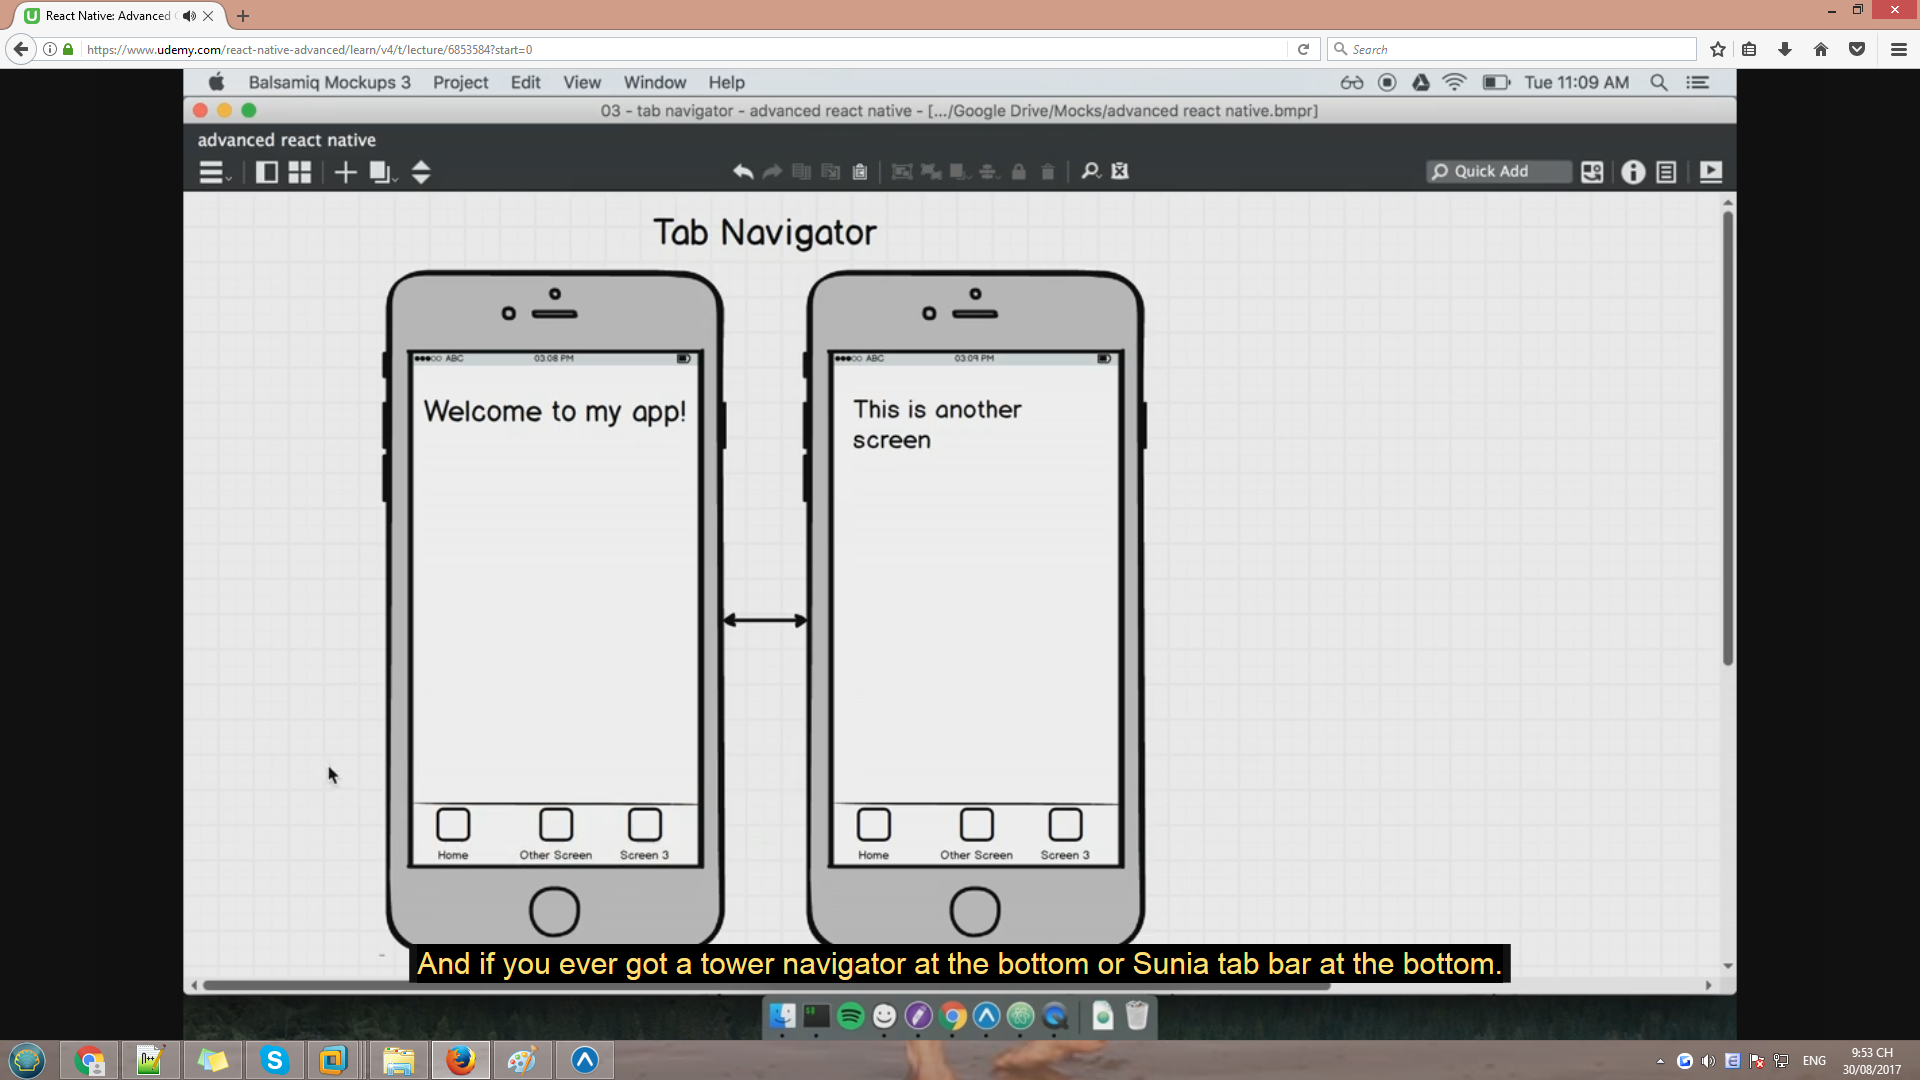 React Native: Advanced
https://www.udemy.com/react-native-advanced/learn/v4/t/lecture/6853584?start=0
Search
Balsamiq Mockups 3 Project Edit View Window Help
Tue 11:09 AM
03 - tab navigator - advanced react native - [.../Google Drive/Mocks/advanced react native.bmpr]
advanced react native
Quick Add
Tab Navigator
ABC 03:08 PM
ABC 03:09 PM
Welcome to my app!
This is another
screen
Home Other Screen Screen 3
Home Other Screen Screen 3
And if you ever got a tower navigator at the bottom or Sunia tab bar at the bottom.
ENG
9:53 CH
30/08/2017